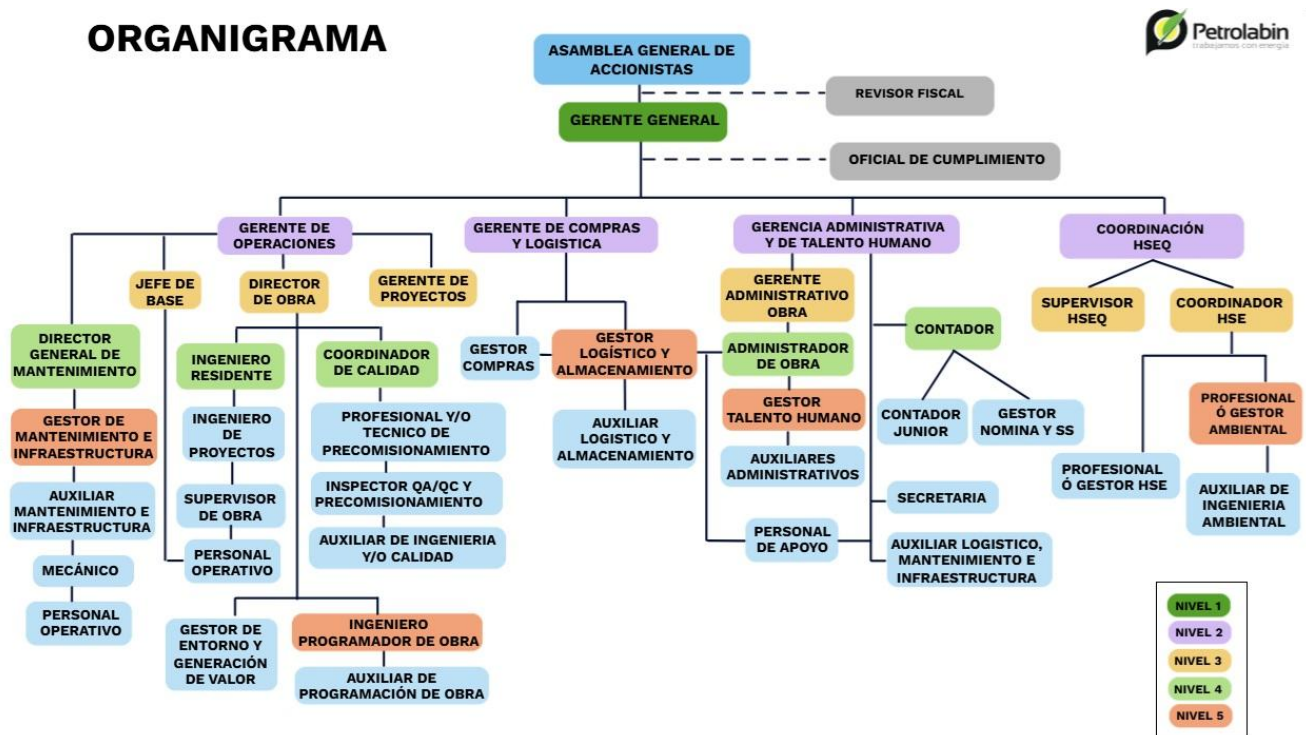 ORGANIGRAMA
Petrolabin
trabajamos con energía
ASAMBLEA GENERAL DE
ACCIONISTAS
REVISOR FISCAL
GERENTE GENERAL
OFICIAL DE CUMPLIMIENTO
GERENTE DE
OPERACIONES
GERENTE DE COMPRAS
Y LOGISTICA
GERENCIA ADMINISTRATIVA
Y DE TALENTO HUMANO
COORDINACIÓN
HSEQ
JEFE DE
BASE
DIRECTOR
DE OBRA
GERENTE DE
PROYECTOS
GERENTE
ADMINISTRATIVO
OBRA
SUPERVISOR
HSEQ
COORDINADOR
HSE
DIRECTOR
GENERAL DE
MANTENIMIENTO
INGENIERO
RESIDENTE
COORDINADOR
DE CALIDAD
GESTOR
COMPRAS
GESTOR
LOGÍSTICO Y
ALMACENAMIENTO
ADMINISTRADOR
DE OBRA
CONTADOR
GESTOR DE
MANTENIMIENTO E
INFRAESTRUCTURA
INGENIERO
DE
PROYECTOS
PROFESIONAL Y/O
TECNICO DE
PRECOMISIONAMIENTO
AUXILIAR
LOGISTICO Y
ALMACENAMIENTO
GESTOR
TALENTO HUMANO
CONTADOR
JUNIOR
GESTOR
NOMINA Y SS
PROFESIONAL
Ó GESTOR
AMBIENTAL
AUXILIARES
ADMINISTRATIVOS
PROFESIONAL
Ó GESTOR HSE
AUXILIAR
MANTENIMIENTO E
INFRAESTRUCTURA
SUPERVISOR
DE OBRA
INSPECTOR QA/QC Y
PRECOMISIONAMIENTO
SECRETARIA
AUXILIAR DE
INGENIERIA
AMBIENTAL
MECÁNICO
PERSONAL
OPERATIVO
AUXILIAR DE INGENIERIA
Y/O CALIDAD
PERSONAL
DE APOYO
AUXILIAR LOGISTICO,
MANTENIMIENTO E
INFRAESTRUCTURA
PERSONAL
OPERATIVO
GESTOR DE
ENTORNO Y
GENERACIÓN
DE VALOR
INGENIERO
PROGRAMADOR DE OBRA
AUXILIAR DE
PROGRAMACIÓN DE OBRA
NIVEL 1
NIVEL 2
NIVEL 3
NIVEL 4
NIVEL 5